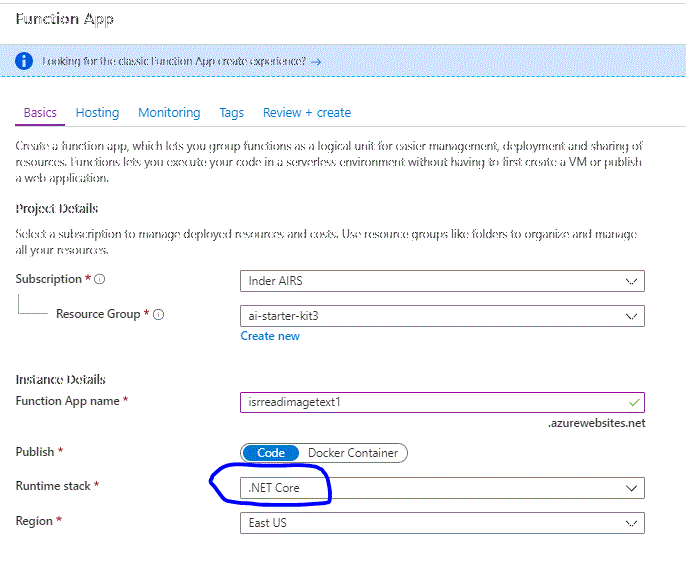 Function App
Looking for the classic Function App create experience? →
Basics Hosting Monitoring Tags Review + create
Create a function app, which lets you group functions as a logical unit for easier management, deployment and sharing of
resources. Functions lets you execute your code in a serverless environment without having to first create a VM or publish
a web application.
Project Details
Select a subscription to manage deployed resources and costs. Use resource groups like folders to organize and manage
all your resources.
Subscription * Inder AIRS
Resource Group * ai-starter-kit3
Create new
Instance Details
Function App name * isrreadimagetext1
.azurewebsites.net
Publish * Code Docker Container
Runtime stack * .NET Core
Region * East US